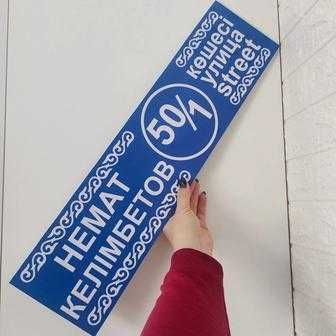 НЕМАТ
КЕЛІМБЕТОВ
50/1
көшесі
улица
street